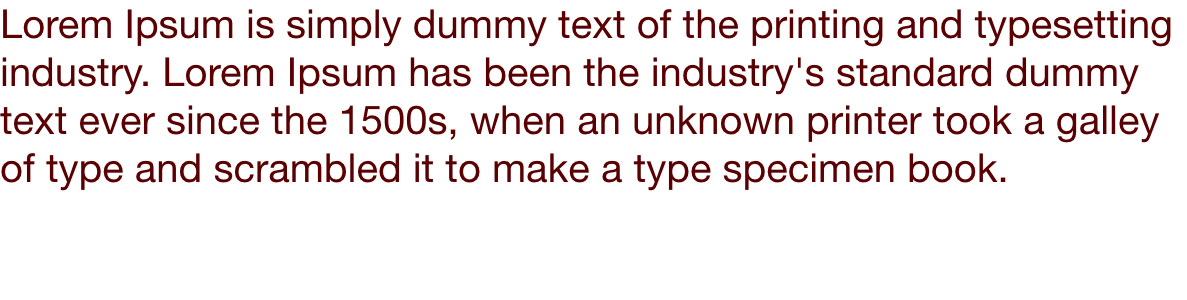 Lorem Ipsum is simply dummy text of the printing and typesetting
industry. Lorem Ipsum has been the industry's standard dummy
text ever since the 1500s, when an unknown printer took a galley
of type and scrambled it to make a type specimen book.